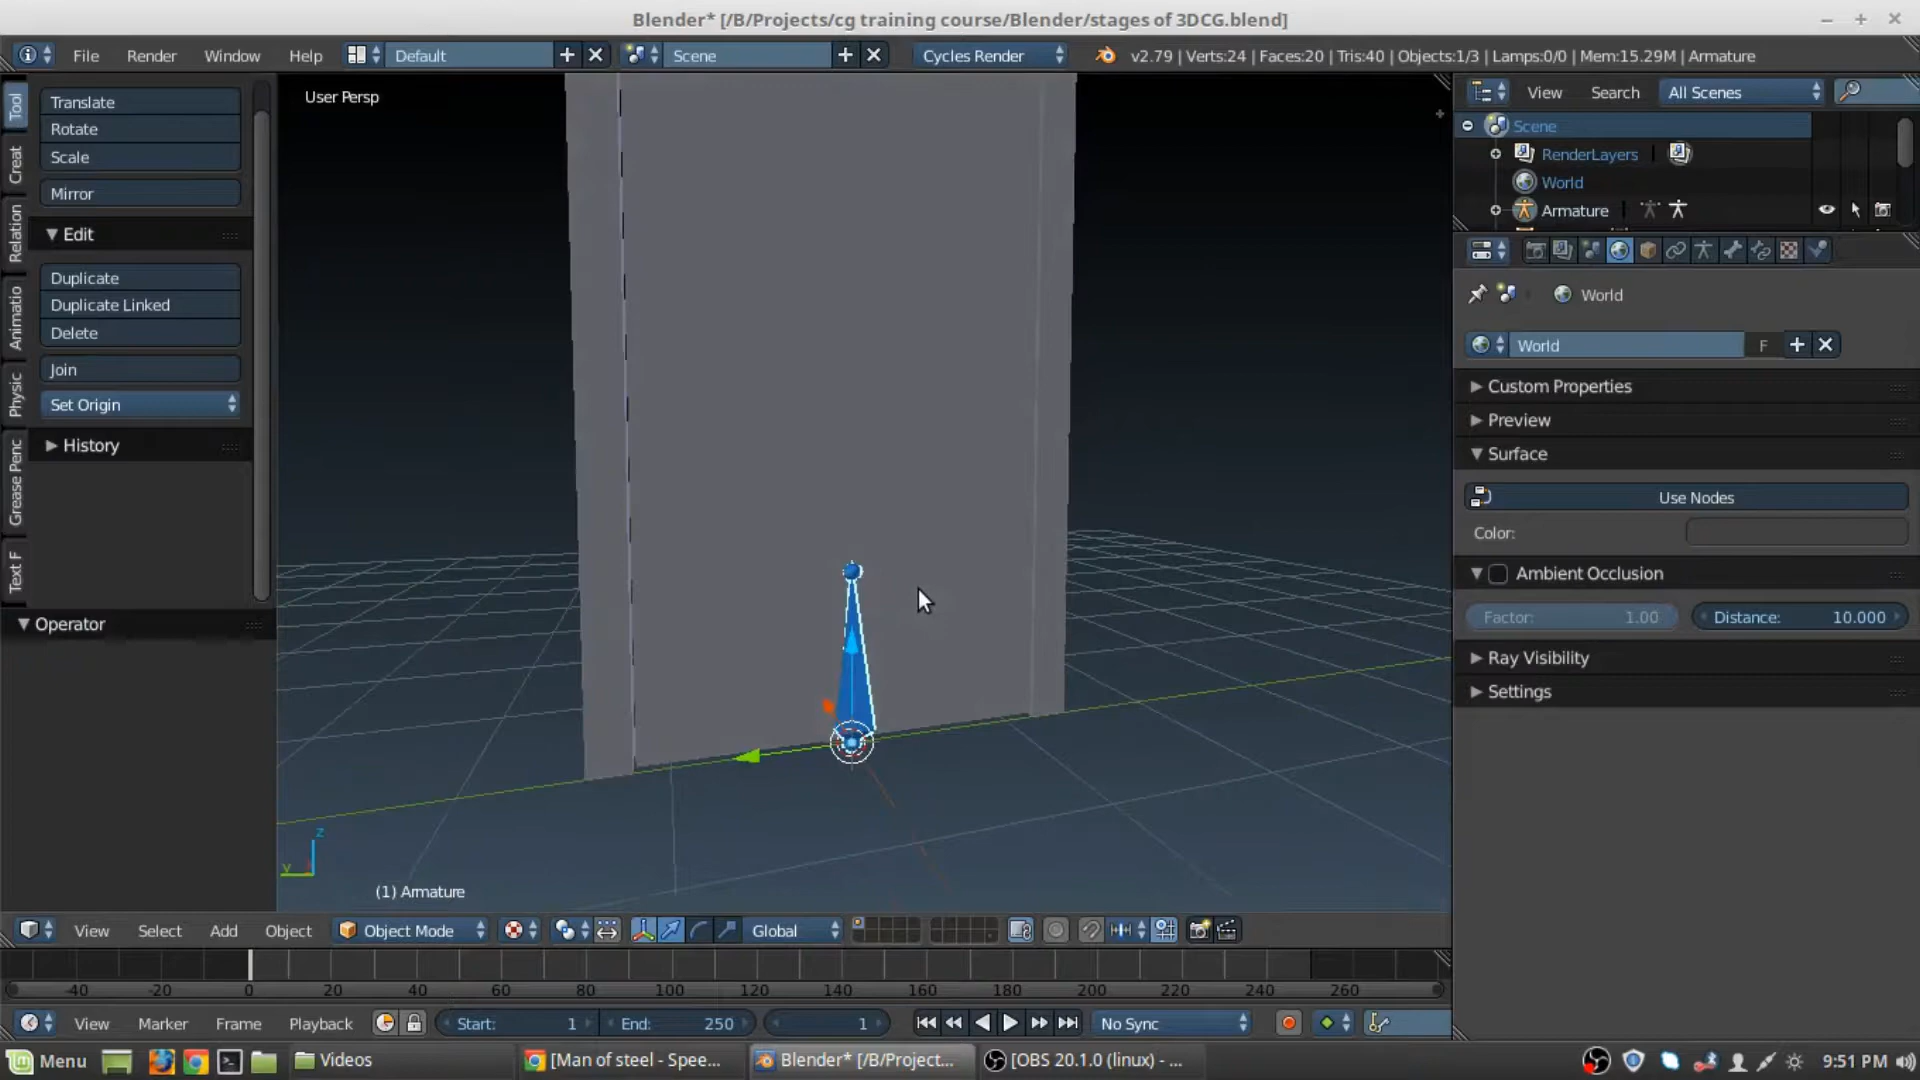 Blender* [/B/Projects/cg training course/Blender/stages of 3DCG.blend]
File Render Window Help Default Scene Cycles Render v2.79 | Verts:24 | Faces:20 | Tris:40 | Objects:1/3 | Lamps:0/0 | Mem:15.29M | Armature
Tool
Creat
Relation
Animatio
Physic
Grease Penc
Text F
Translate
Rotate
Scale
Mirror
Edit
Duplicate
Duplicate Linked
Delete
Join
Set Origin
History
Operator
User Persp
z
y
(1) Armature
View Search All Scenes
Scene
RenderLayers
World
Armature
World
World F
Custom Properties
Preview
Surface
Use Nodes
Color:
Ambient Occlusion
Factor: 1.00 Distance: 10.000
Ray Visibility
Settings
View Select Add Object Object Mode Global
-40 -20 0 20 40 60 80 100 120 140 160 180 200 220 240 260
View Marker Frame Playback Start: 1 End: 250 1 No Sync
Menu Videos [Man of steel - Spee... Blender* [/B/Project... [OBS 20.1.0 (linux) - ... 9:51 PM